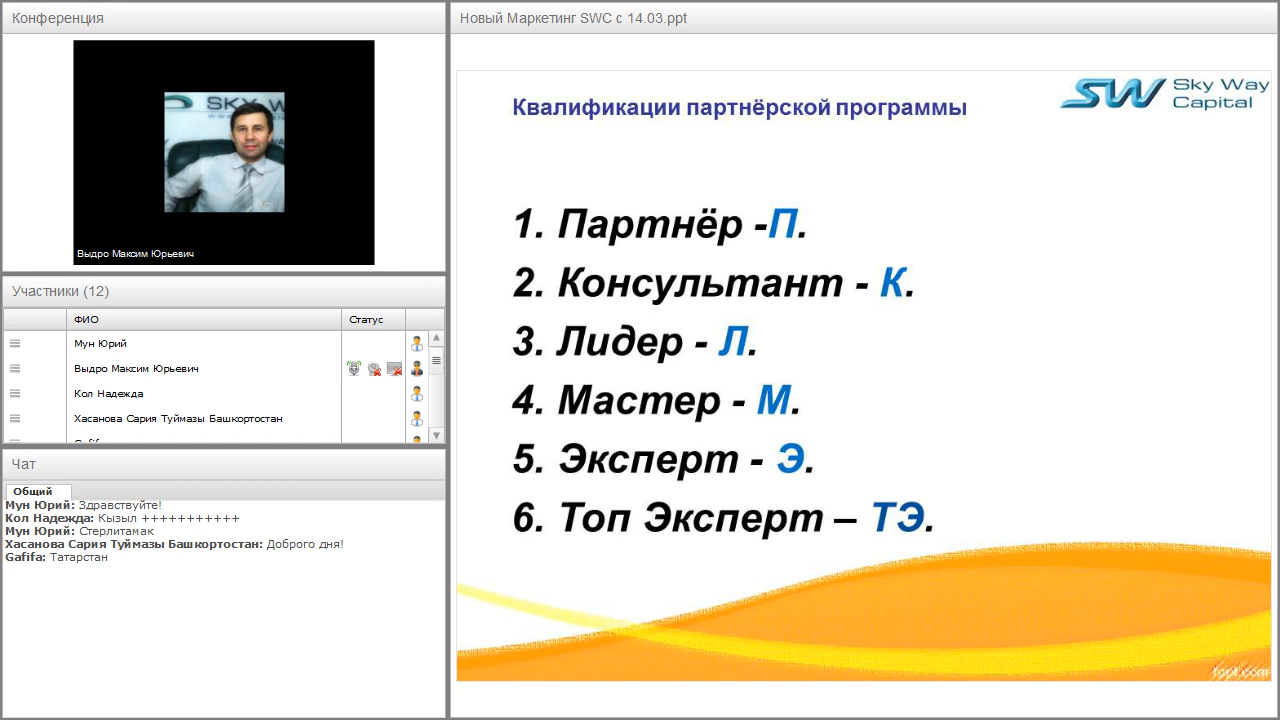 Конференция
Выдро Максим Юрьевич
Участники (12)
ФИО
Статус
Мун Юрий
Выдро Максим Юрьевич
Кол Надежда
Хасанова Сария Туймазы Башкортостан
Чат
Общий
Мун Юрий: Здравствуйте!
Кол Надежда: Кызыл +++++++++++
Мун Юрий: Стерлитамак
Хасанова Сария Туймазы Башкортостан: Доброго дня!
Gafifa: Татарстан
Новый Маркетинг SWC с 14.03.ppt
SW Sky Way
Capital
Квалификации партнёрской программы
1. Партнёр -П.
2. Консультант - К.
3. Лидер - Л.
4. Мастер - М.
5. Эксперт - Э.
6. Топ Эксперт – ТЭ.